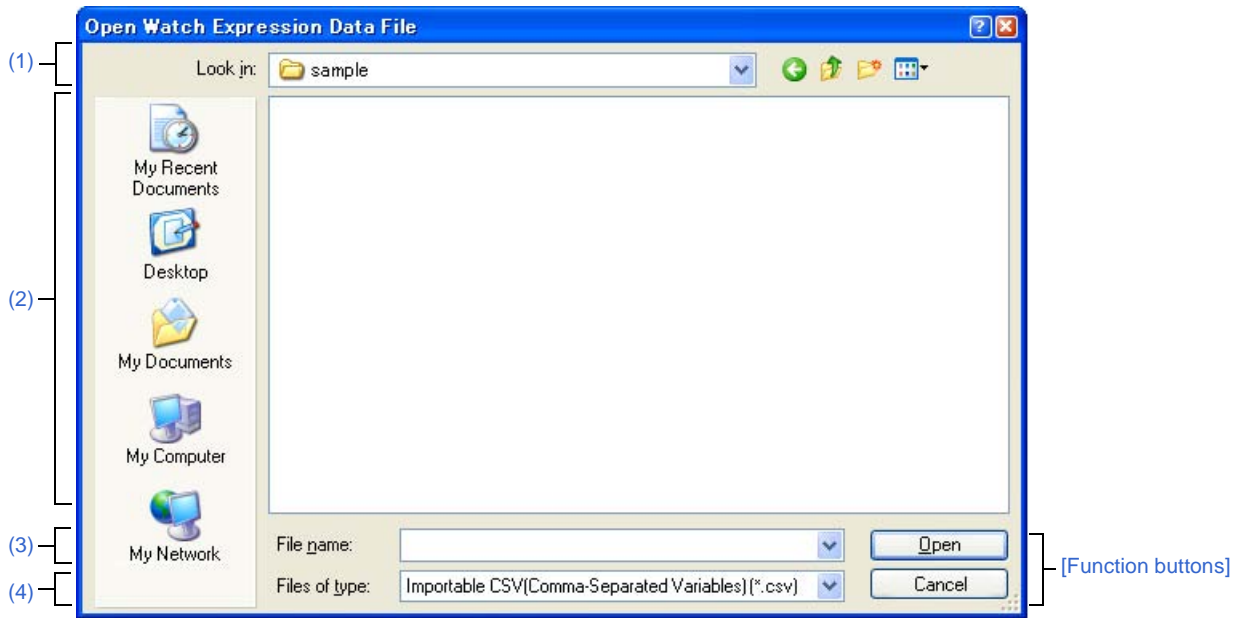 Open Watch Expression Data File
(1)
Look in:
sample
(2)
My Recent
Documents
Desktop
My Documents
My Computer
My Network
(3)
File name:
Open
(4)
Files of type:
Importable CSV(Comma-Separated Variables)(*.csv)
Cancel
[Function buttons]